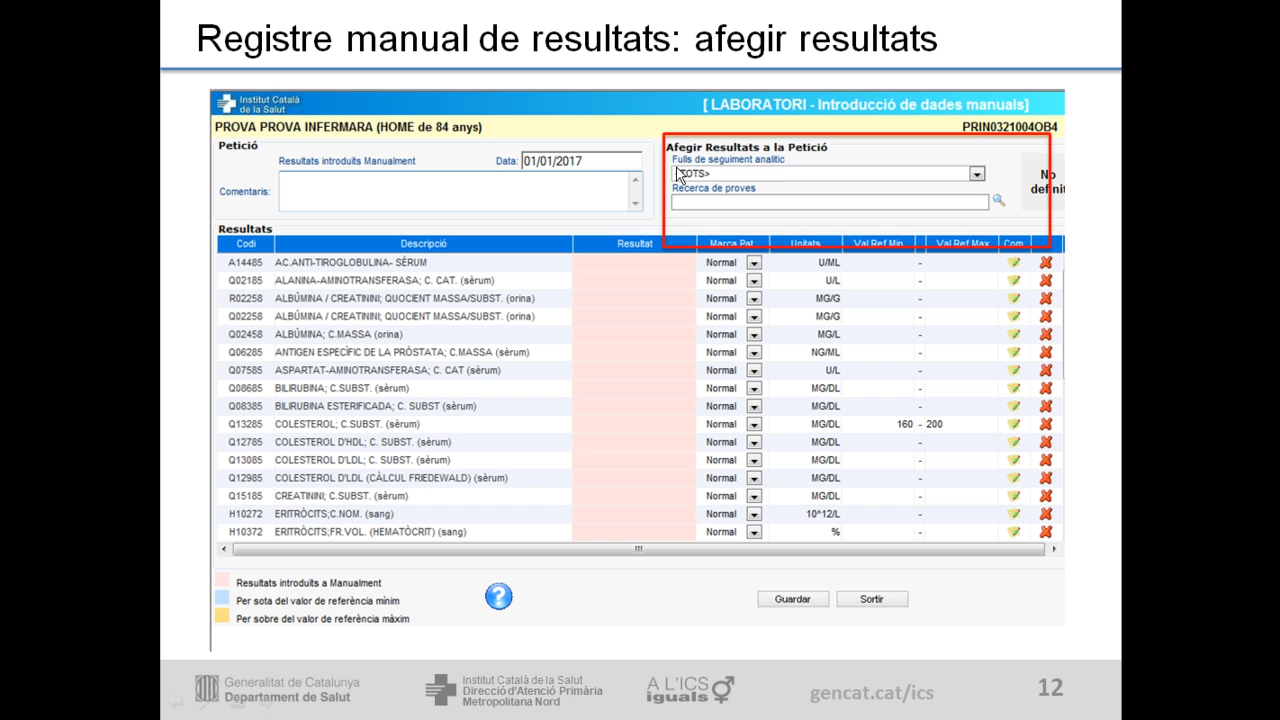 Registre manual de resultats: afegir resultats
Institut Català
de la Salut
[ LABORATORI - Introducció de dades manuals]
PROVA PROVA INFERMARA (HOME de 84 anys)
PRIN0321004OB4
Petició
Resultats introduïts Manualment
Data: 01/01/2017
Comentaris:
Afegir Resultats a la Petició
Fulls de seguiment analític
TOTS>
Recerca de proves
No
definit
Resultats
Codi Descripció Resultat Marca Pat. Unitats Val Ref Min Val Ref Max Com
A14485 AC.ANTI-TIROGLOBULINA- SÈRUM Normal U/ML -
Q02185 ALANINA-AMINOTRANSFERASA; C. CAT. (sèrum) Normal U/L -
R02258 ALBÚMINA / CREATININI; QUOCIENT MASSA/SUBST. (orina) Normal MG/G -
Q02258 ALBÚMINA / CREATININI; QUOCIENT MASSA/SUBST. (orina) Normal MG/G -
Q02458 ALBÚMINA; C.MASSA (orina) Normal MG/L -
Q06285 ANTIGEN ESPECÍFIC DE LA PRÒSTATA; C.MASSA (sèrum) Normal NG/ML -
Q07585 ASPARTAT-AMINOTRANSFERASA; C. CAT (sèrum) Normal U/L -
Q08685 BILIRUBINA; C.SUBST. (sèrum) Normal MG/DL -
Q08385 BILIRUBINA ESTERIFICADA; C. SUBST (sèrum) Normal MG/DL -
Q13285 COLESTEROL; C.SUBST. (sèrum) Normal MG/DL 160 - 200
Q12785 COLESTEROL D'HDL; C. SUBST. (sèrum) Normal MG/DL -
Q13085 COLESTEROL D'LDL; C. SUBST. (sèrum) Normal MG/DL -
Q12985 COLESTEROL D'LDL (CÀLCUL FRIEDEWALD) (sèrum) Normal MG/DL -
Q15185 CREATININI; C.SUBST. (sèrum) Normal MG/DL -
H10272 ERITRÒCITS;C.NOM. (sang) Normal 10^12/L -
H10372 ERITRÒCITS;FR.VOL. (HEMATÒCRIT) (sang) Normal % -
Resultats introduïts a Manualment
Per sota del valor de referència mínim
Per sobre del valor de referència màxim
?
Guardar
Sortir
Generalitat de Catalunya
Departament de Salut
Institut Català de la Salut
Direcció d'Atenció Primària
Metropolitana Nord
A L'ICS
iguals
gencat.cat/ics
12